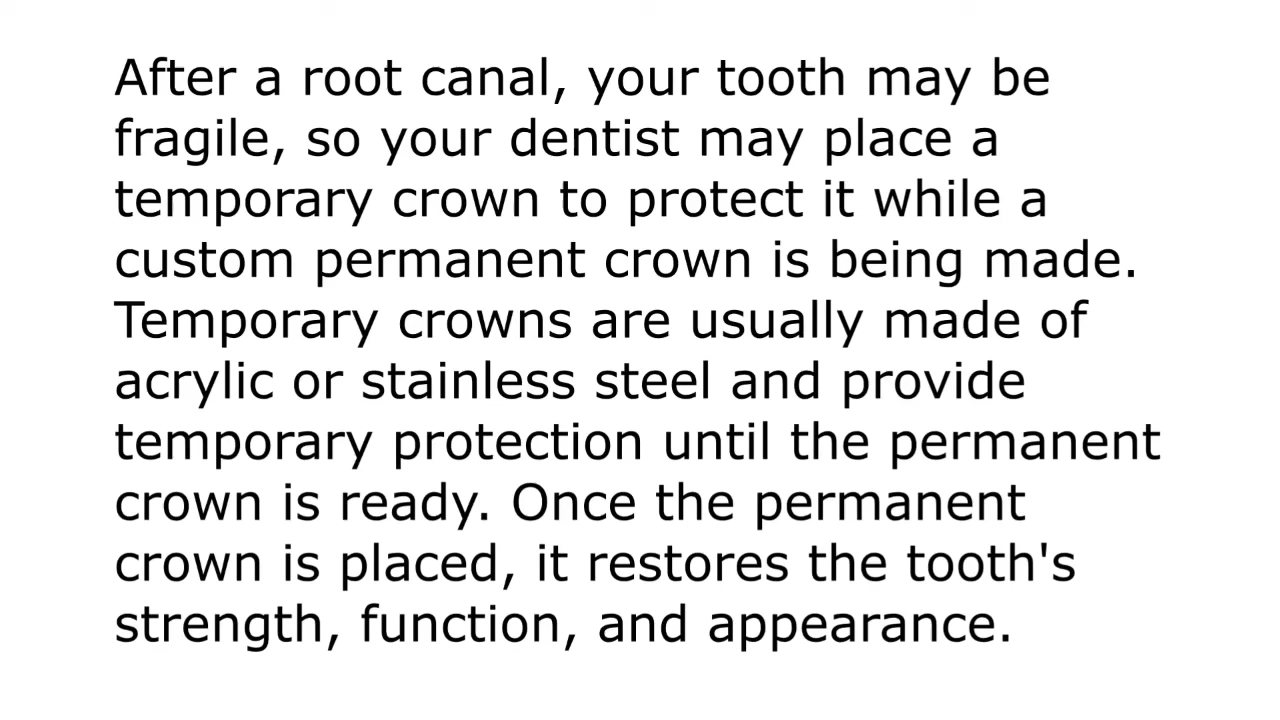 After a root canal, your tooth may be
fragile, so your dentist may place a
temporary crown to protect it while a
custom permanent crown is being made.
Temporary crowns are usually made of
acrylic or stainless steel and provide
temporary protection until the permanent
crown is ready. Once the permanent
crown is placed, it restores the tooth's
strength, function, and appearance.